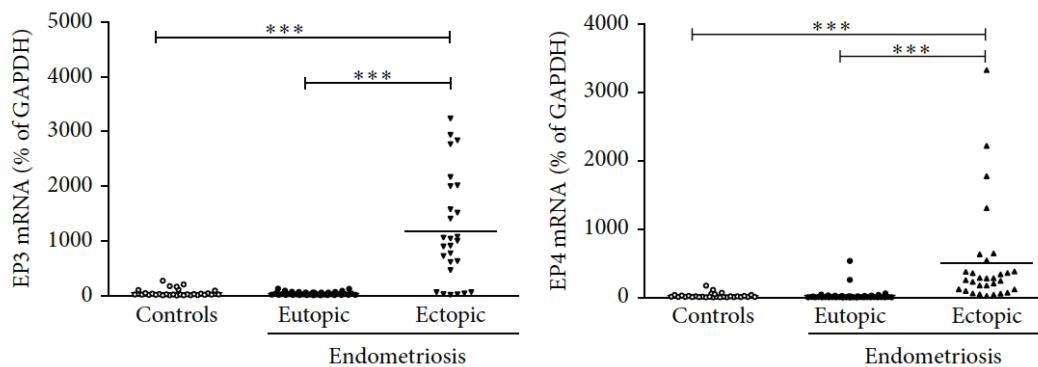 EP3 mRNA (% of GAPDH)
5000
4000
3000
2000
1000
0
***
***
Controls Eutopic Ectopic
Endometriosis
EP4 mRNA (% of GAPDH)
4000
3000
2000
1000
0
***
***
Controls Eutopic Ectopic
Endometriosis